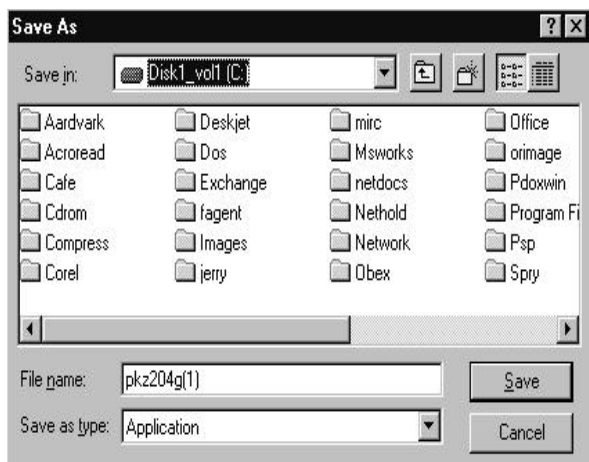 Save As
Save in: Disk1_vol1 (C:)
Aardvark Deskjet mirc Office
Acroread Dos Msworks orimage
Cafe Exchange netdocs Pdoxwin
Cdrom fagent Nethold Program Fi
Compress Images Network Psp
Corel jerry Obex Spry
File name: pkz204g(1) Save
Save as type: Application Cancel